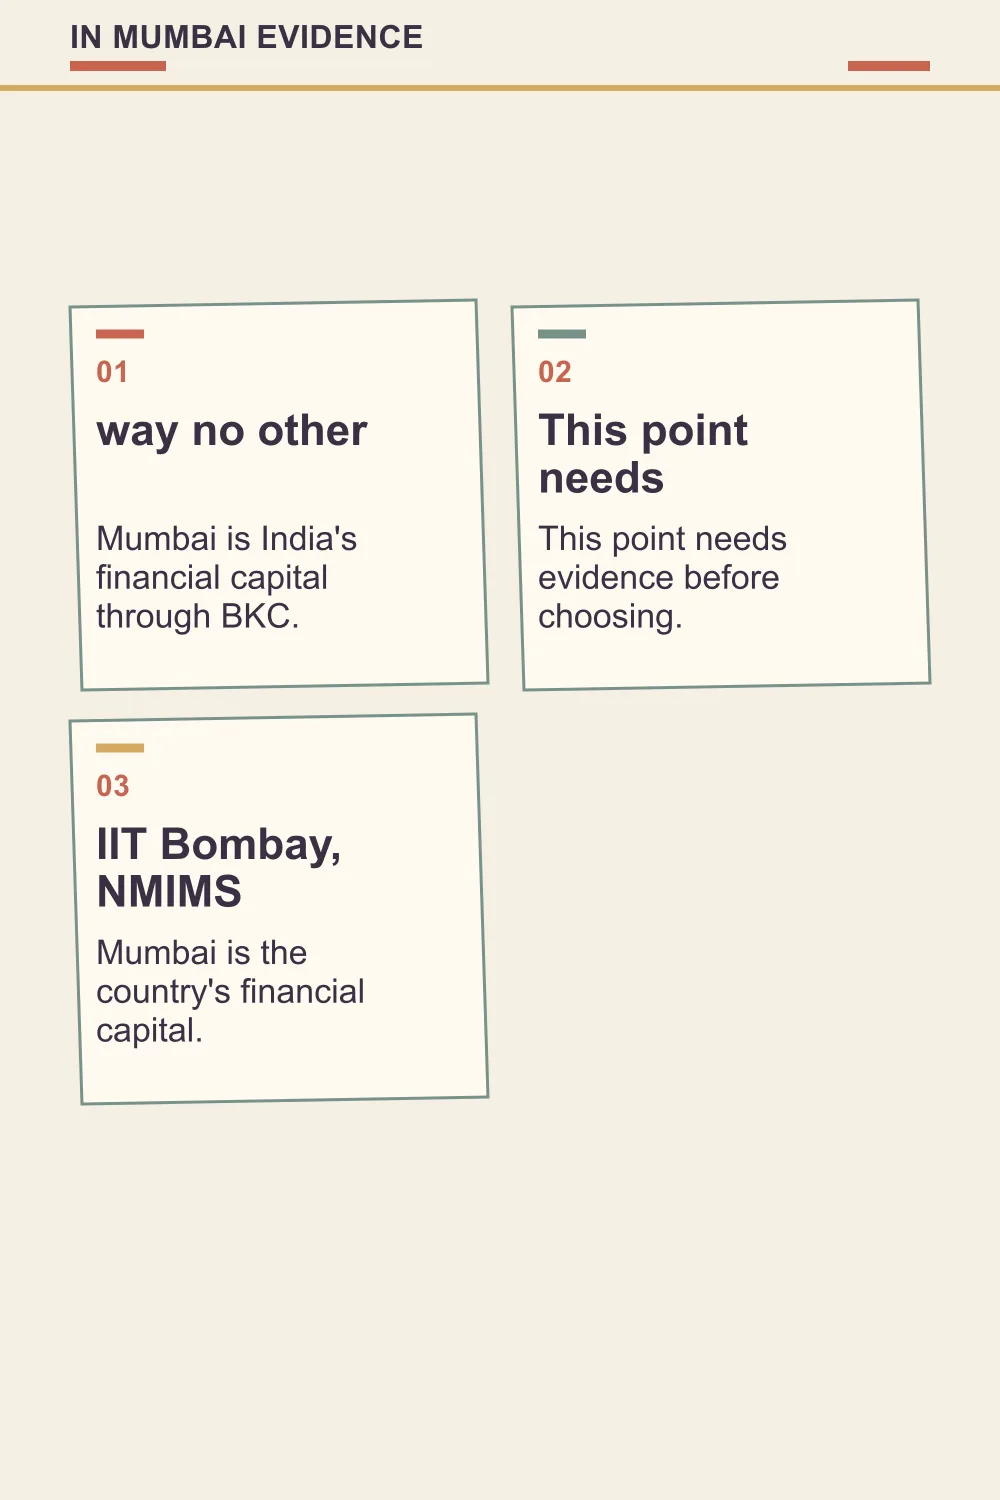 IN MUMBAI EVIDENCE
01
way no other
Mumbai is India's
financial capital
through BKC.
02
This point
needs
This point needs
evidence before
choosing.
03
IIT Bombay,
NMIMS
Mumbai is the
country's financial
capital.